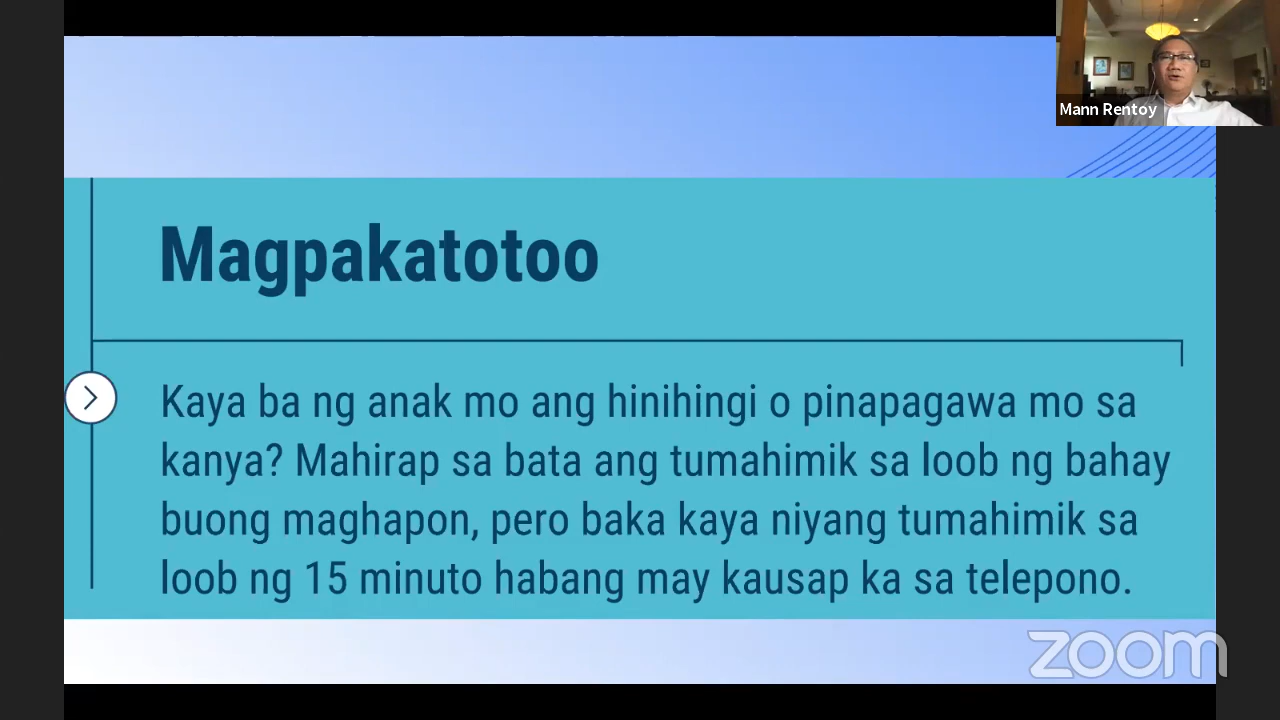 Mann Rentoy
Magpakatotoo
Kaya ba ng anak mo ang hinihingi o pinapagawa mo sa
kanya? Mahirap sa bata ang tumahimik sa loob ng bahay
buong maghapon, pero baka kaya niyang tumahimik sa
loob ng 15 minuto habang may kausap ka sa telepono.
zoom